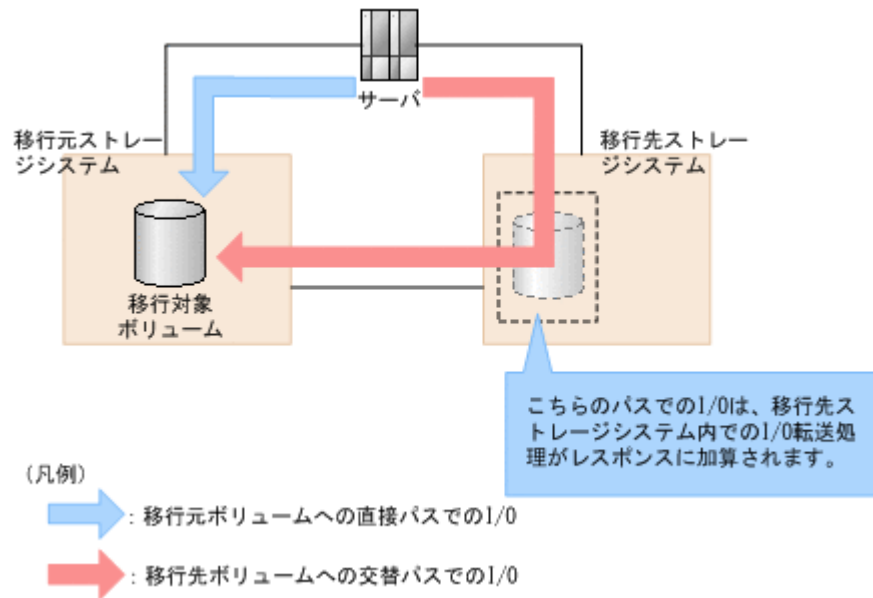 サーバ
移行元ストレー
ジシステム
移行先ストレー
ジシステム
移行対象
ボリューム
こちらのパスでのI/Oは、移行先ス
トレージシステム内でのI/O転送処
理がレスポンスに加算されます。
(凡例)
: 移行元ボリュームへの直接パスでのI/O
: 移行先ボリュームへの交替パスでのI/O